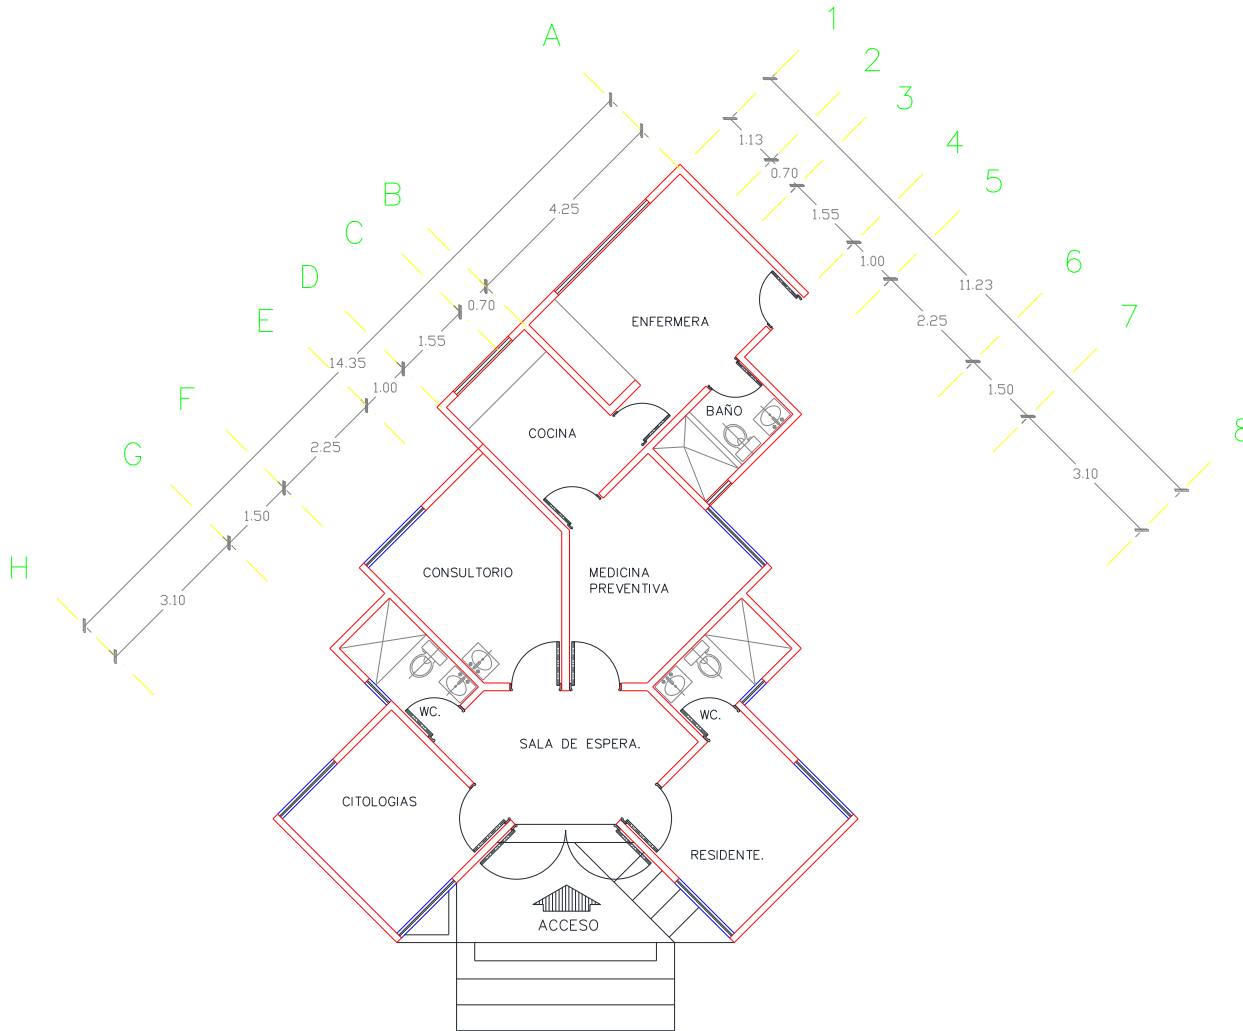 1
A
2
3
1.13
4
0.70
5
B
4.25
1.55
C
1.00
6
D
11.23
0.70
7
E
ENFERMERA
2.25
1.55
14.35
1.00
1.50
F
BAÑO
8
COCINA
2.25
G
3.10
1.50
H
CONSULTORIO
MEDICINA
PREVENTIVA
3.10
WC.
WC.
SALA DE ESPERA.
CITOLOGIAS
RESIDENTE.
ACCESO